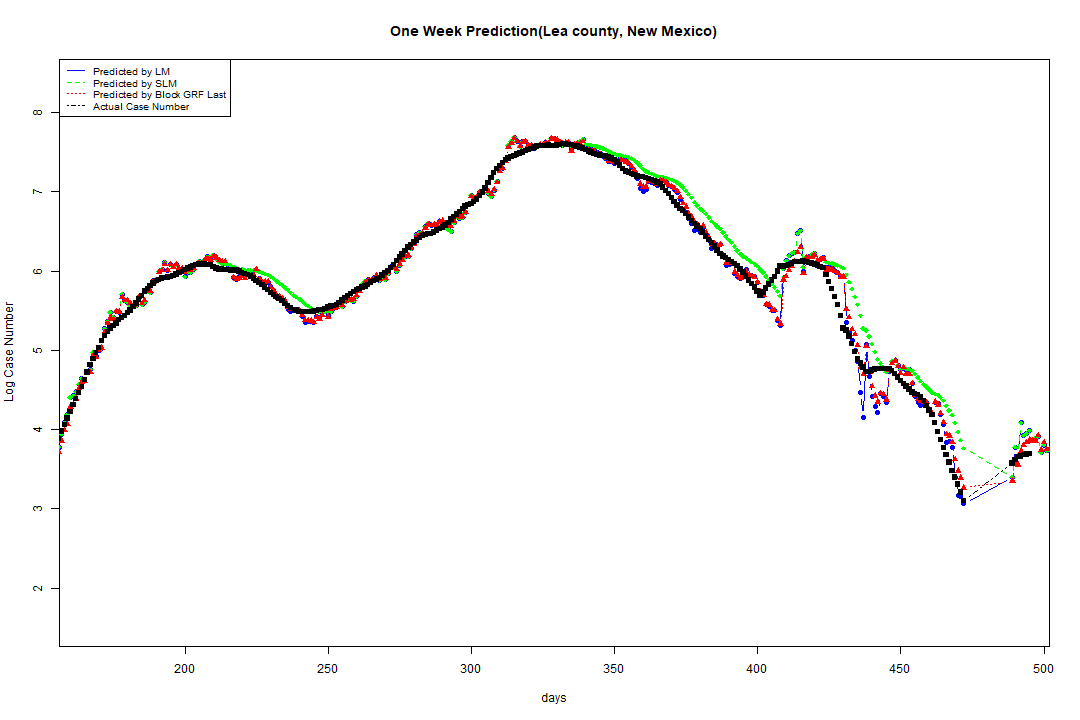 One Week Prediction(Lea county, New Mexico)
Predicted by LM
Predicted by SLM
Predicted by Block GRF Last
Actual Case Number
8
7
6
5
4
3
2
Log Case Number
200 250 300 350 400 450 500
days